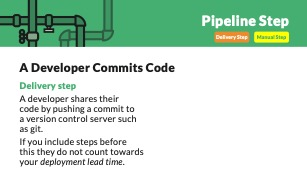 Pipeline Step
Delivery Step Manual Step
A Developer Commits Code
Delivery step
A developer shares their
code by pushing a commit to
a version control server such
as git.
If you include steps before
this they do not count towards
your deployment lead time.